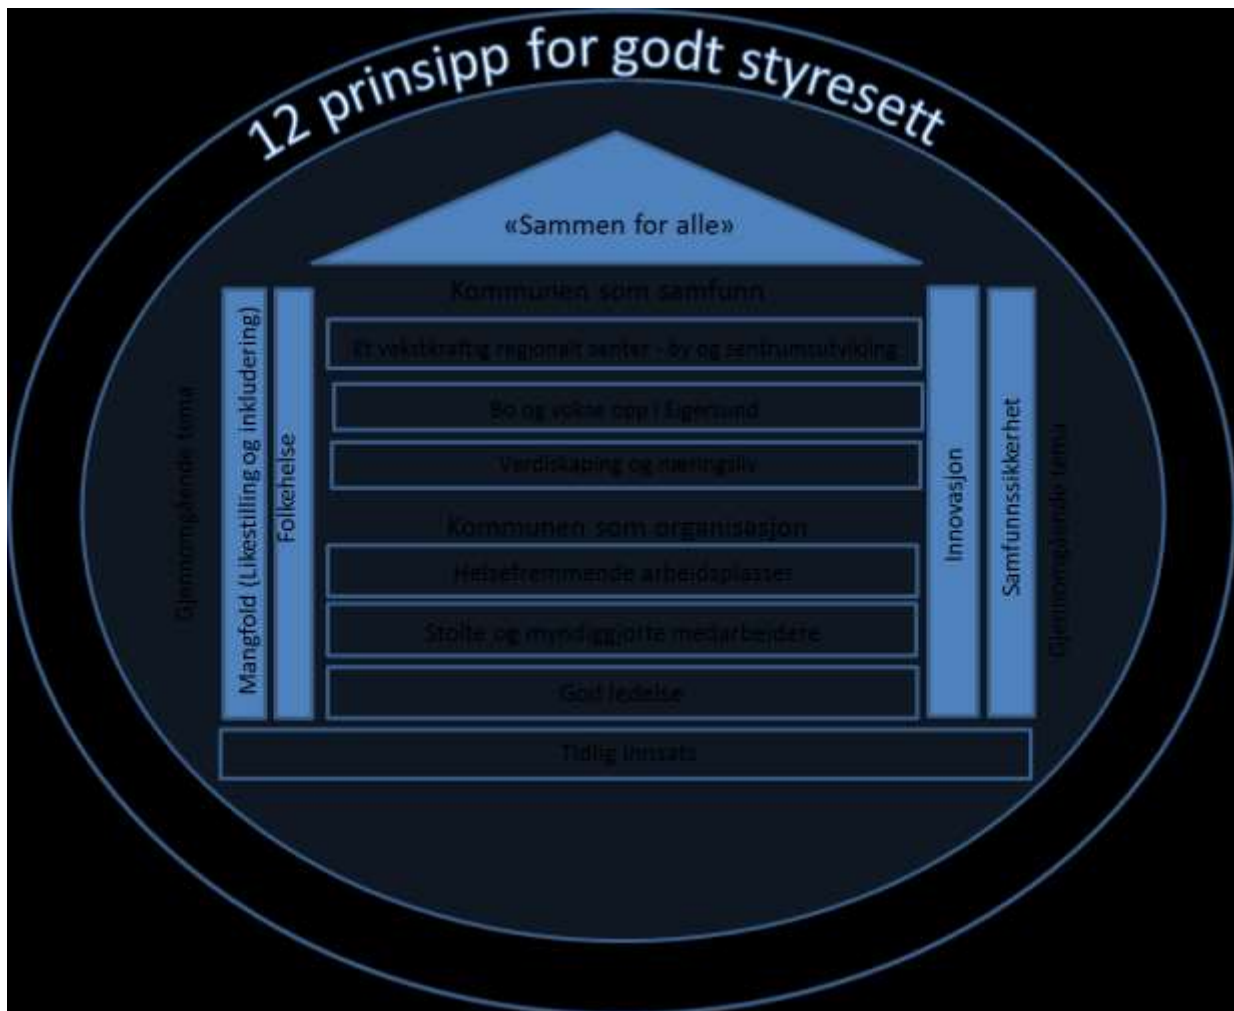 12 prinsipp for godt styresett
«Sammen for alle»
Kommunen som samfunn
Et vekstkraftig regionalt senter - by og sentrumsutvikling
Bo og vokse opp i Eigersund
Verdiskaping og næringsliv
Kommunen som organisasjon
Helsefremmende arbeidsplasser
Stolte og myndiggjorte medarbeidere
God ledelse
Tidlig innsats
Gjennomgående tema
Mangfold (Likestilling og inkludering)
Folkehelse
Innovasjon
Samfunnssikkerhet
Gjennomgående tema